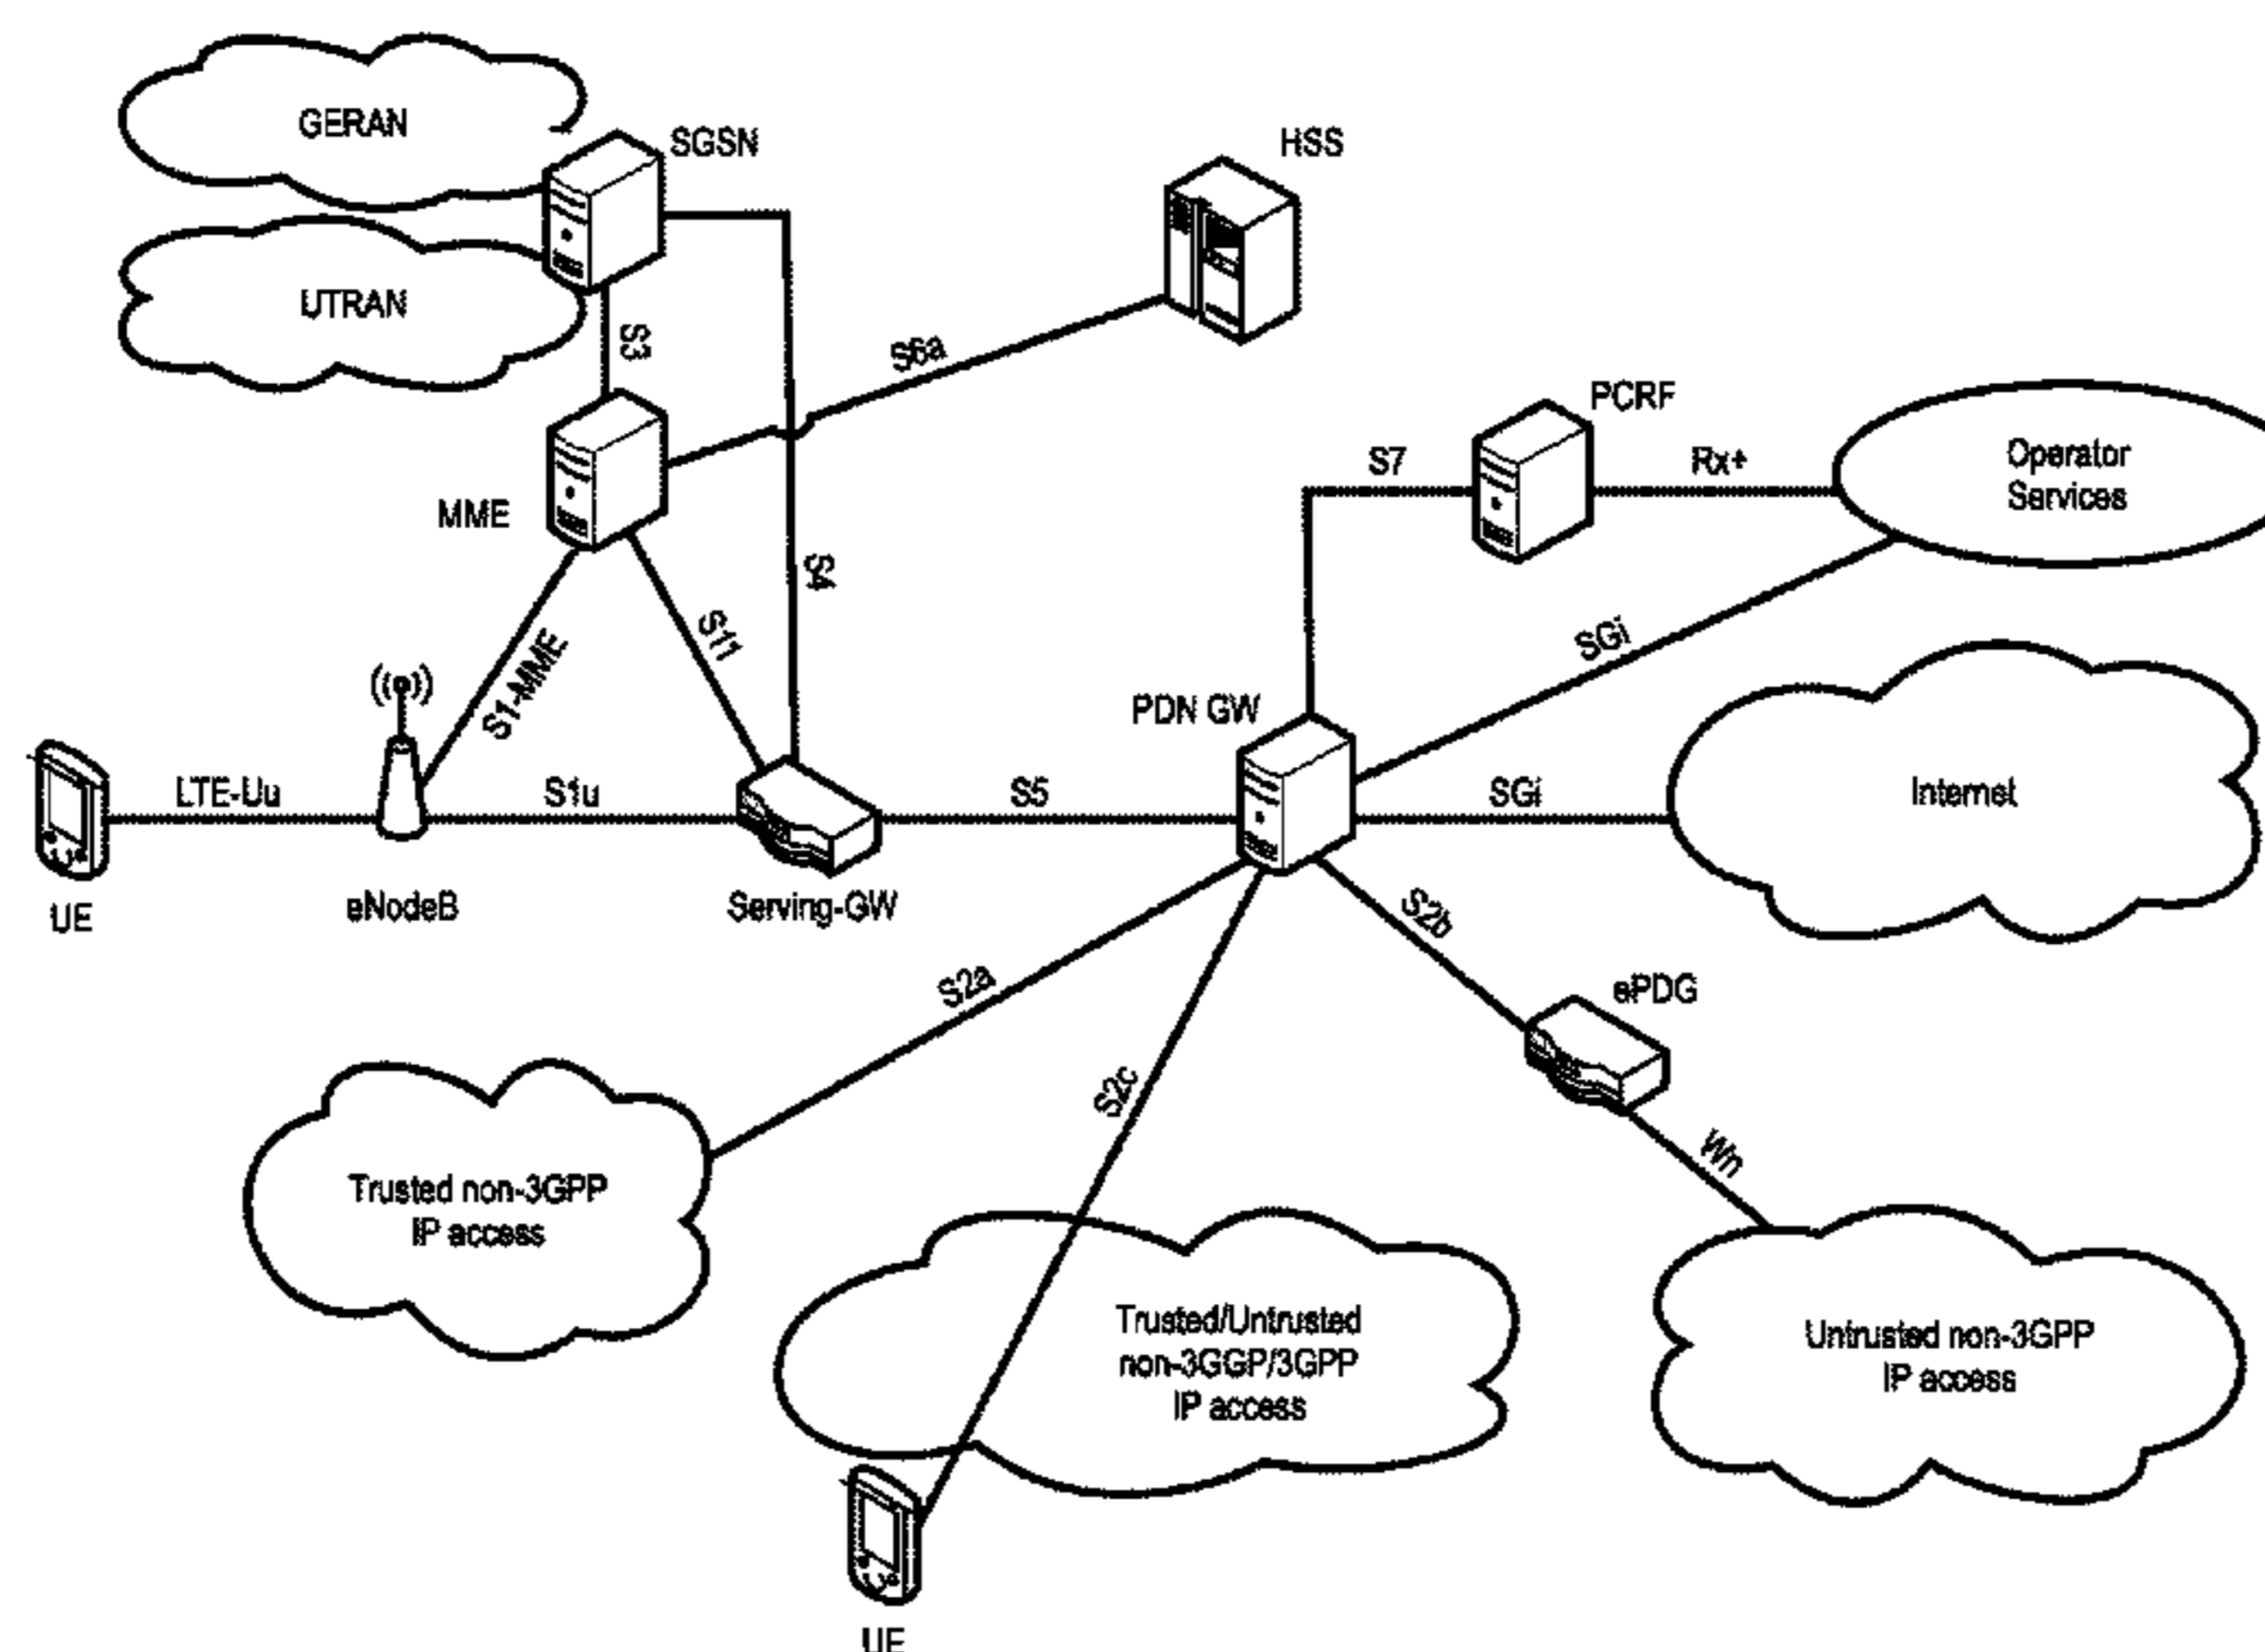 GERAN
SGSN
HSS
UTRAN
S3
S6a
PCRF
Operator
Services
S7
Rx+
MME
S4
S11
S1-MME
SGi
PDN GW
LTE-Uu
S1u
S5
SGi
Internet
UE
eNodeB
Serving-GW
S2b
S2a
ePDG
S2c
Wn
Trusted non-3GPP
IP access
Trusted/Untrusted
non-3GGP/3GPP
IP access
Untrusted non-3GPP
IP access
UE